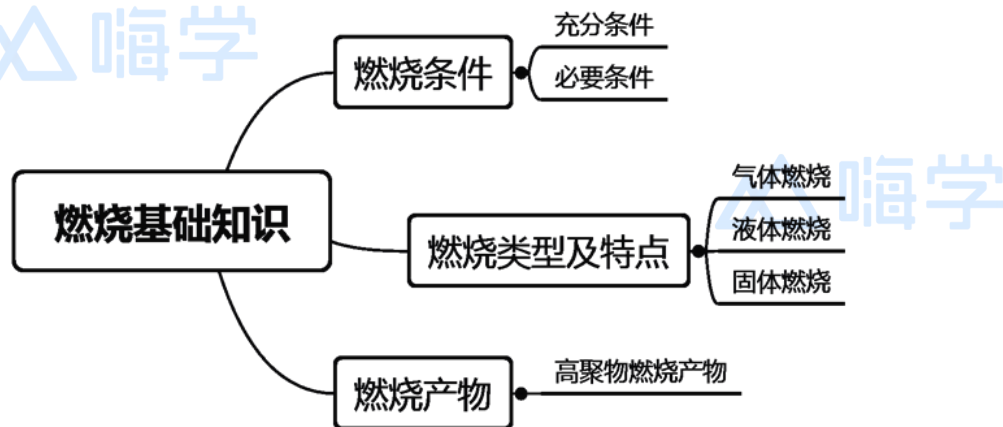 嗨学
充分条件
燃烧条件
必要条件
嗨学
气体燃烧
燃烧基础知识
液体燃烧
燃烧类型及特点
固体燃烧
高聚物燃烧产物
燃烧产物